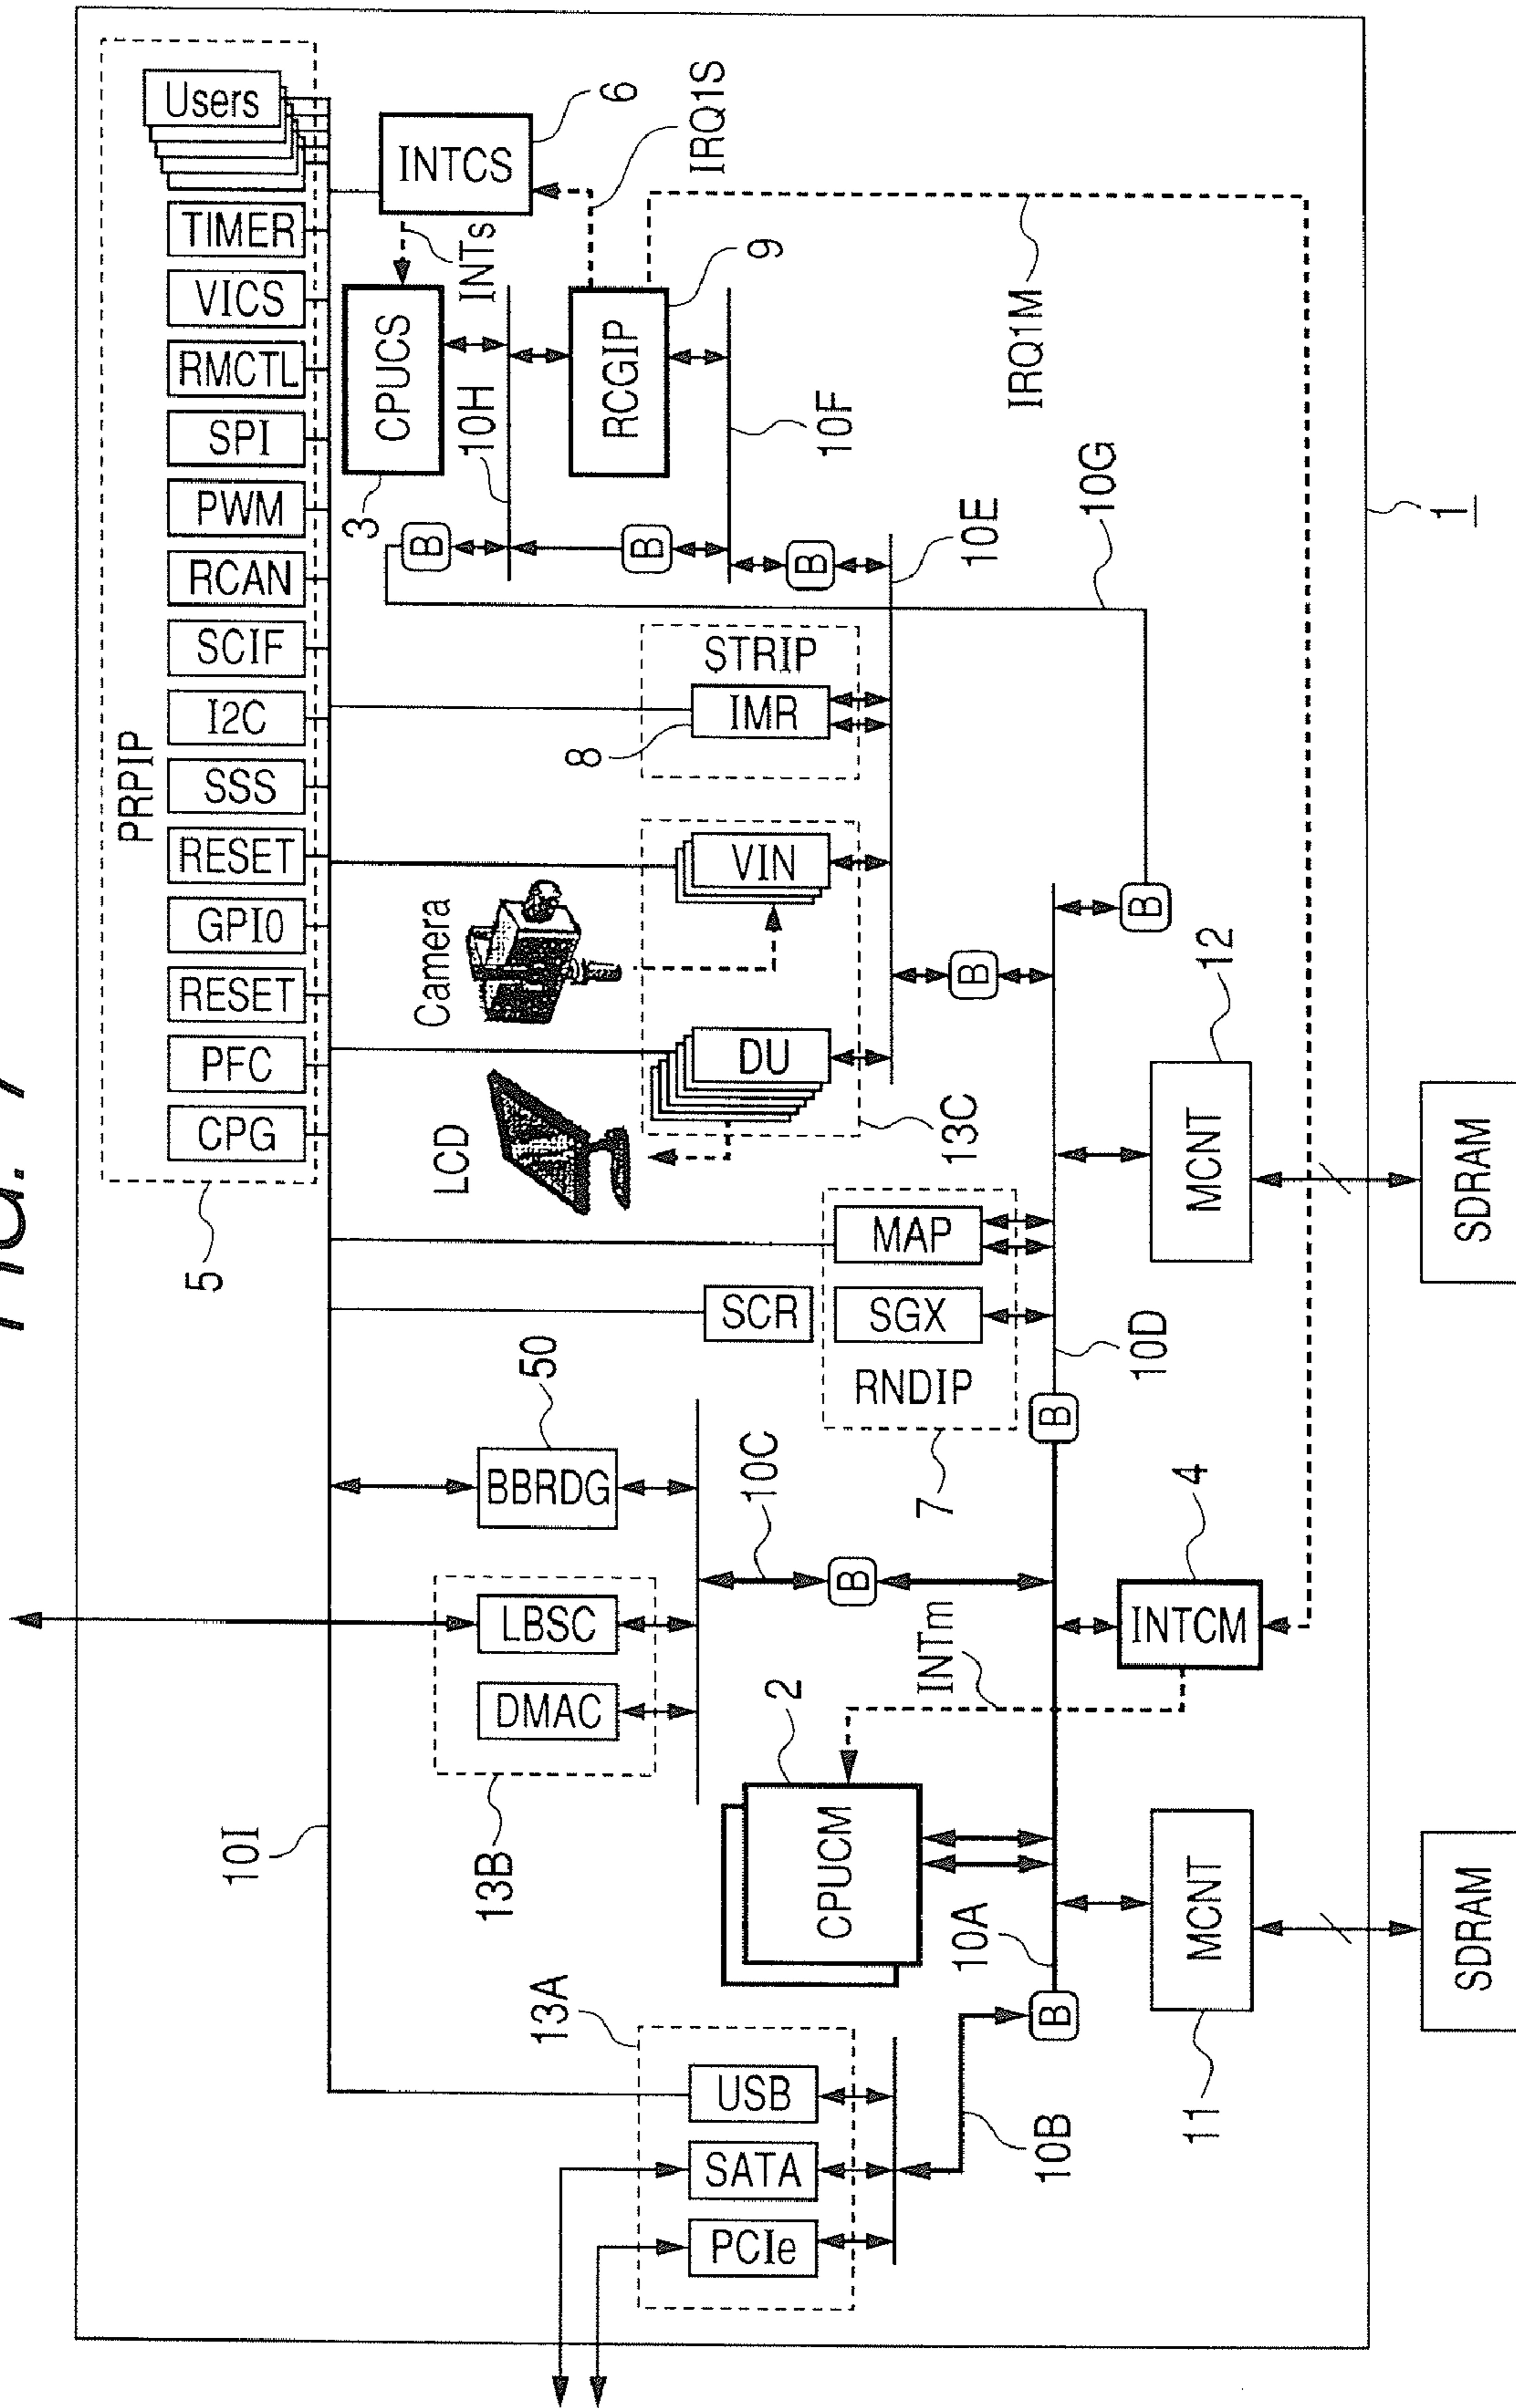 FIG. 7
PRPIP
5
CPG
PFC
RESET
GPIO
RESET
SSS
I2C
SCIF
RCAN
PWM
SPI
RMCTL
VICS
TIMER
Users
10I
13B
DMAC
LBSC
BBRDG
50
10C
SCR
LCD
Camera
DU
VIN
13C
STRIP
IMR
8
3
CPUCS
INTs
INTCS
6
10H
RCGIP
9
IRQ1S
10F
B
B
B
10E
13A
PCIe
SATA
USB
10B
CPUCM
2
INTm
B
RNDIP
SGX
MAP
7
B
10A
B
10D
B
B
10G
IRQ1M
11
MCNT
INTCM
4
MCNT
12
1
SDRAM
SDRAM